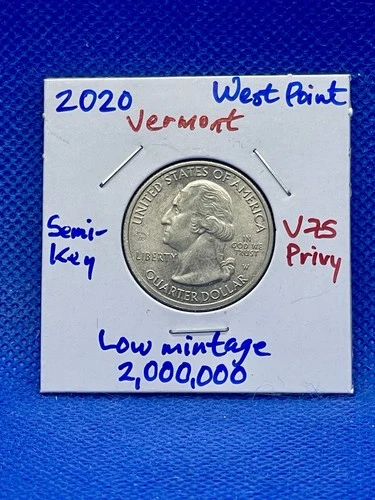 2020 West Point
Vermont
Semi-
Key
V75
Privy
UNITED STATES OF AMERICA
LIBERTY
IN
GOD WE
TRUST
W
QUARTER DOLLAR
Low mintage
2,000,000